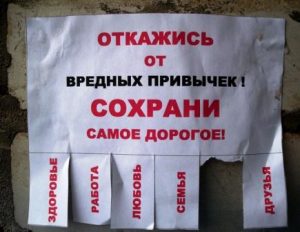 ОТКАЖИСЬ
ОТ
ВРЕДНЫХ ПРИВЫЧЕК!
СОХРАНИ
САМОЕ ДОРОГОЕ!
ЗДОРОВЬЕ
РАБОТА
ЛЮБОВЬ
СЕМЬЯ
ДРУЗЬЯ